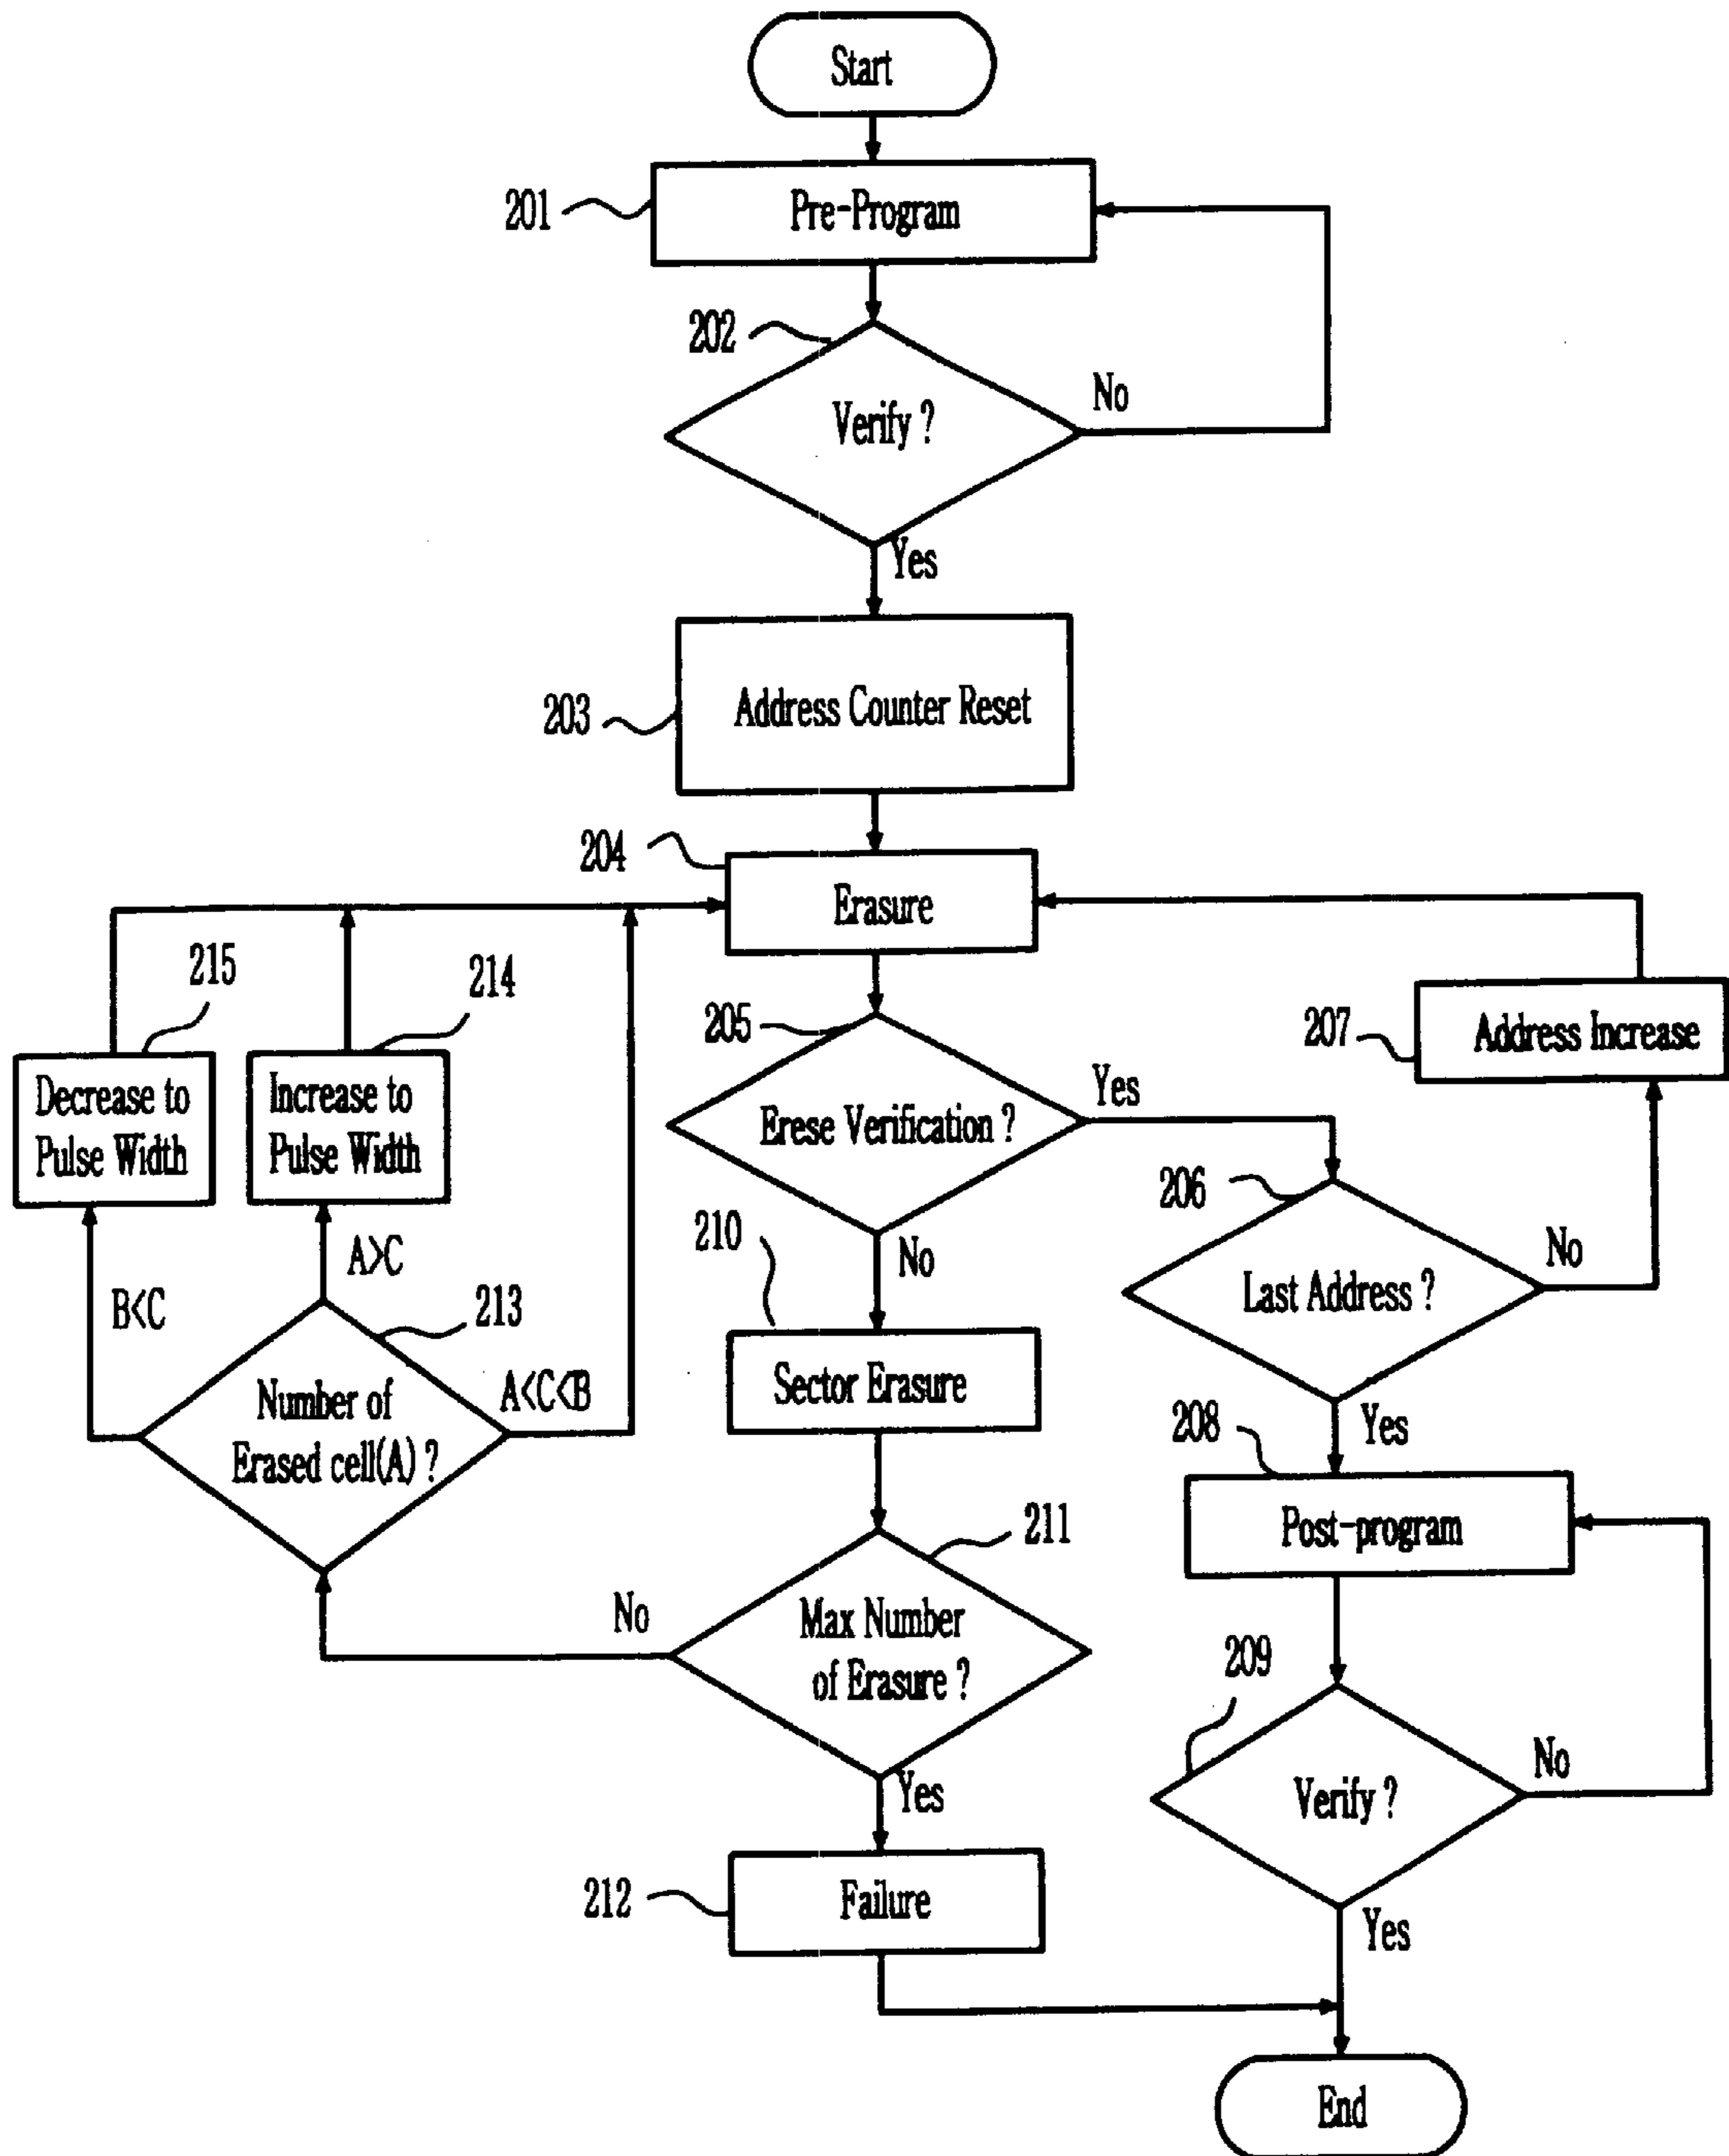 Start
201
Pre-Program
202
Verify ?
No
Yes
203
Address Counter Reset
204
Erasure
215
214
205
207
Address Increase
Decrease to
Pulse Width
Increase to
Pulse Width
Erese Verification ?
Yes
206
No
210
No
Last Address ?
B<C
A>C
213
A<C<B
Number of
Erased cell(A) ?
Sector Erasure
Yes
208
Post-program
211
No
Max Number
of Erasure ?
209
No
Verify ?
Yes
212
Failure
Yes
End